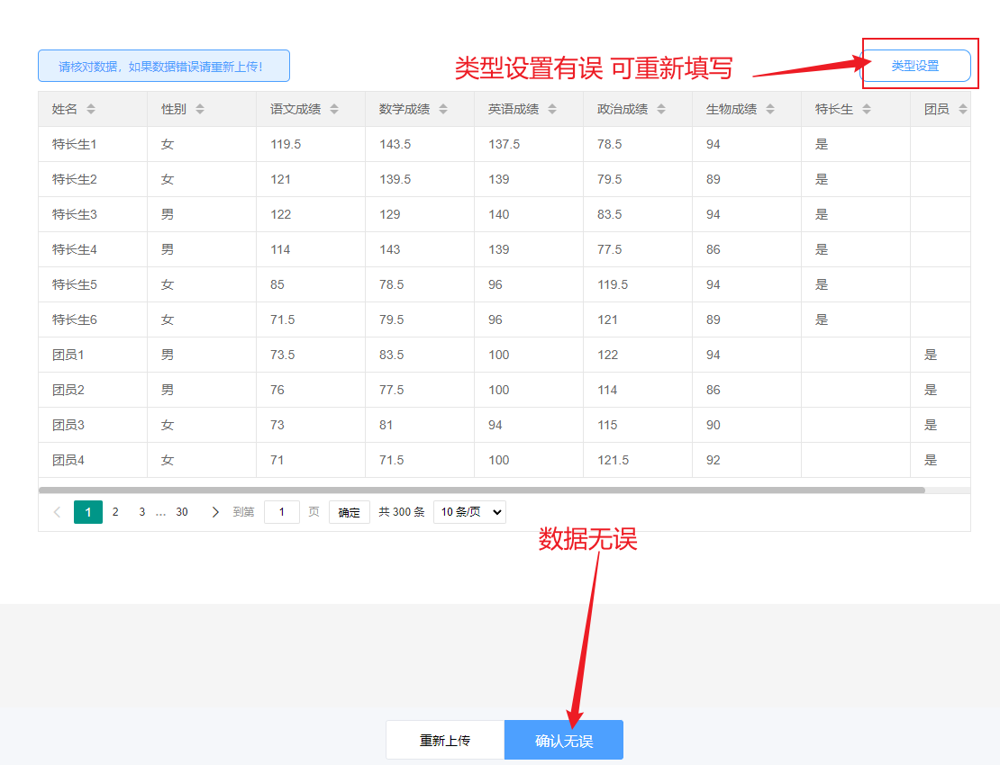 请核对数据，如果数据错误请重新上传！
类型设置有误 可重新填写
类型设置
姓名 性别 语文成绩 数学成绩 英语成绩 政治成绩 生物成绩 特长生 团员
特长生1 女 119.5 143.5 137.5 78.5 94 是
特长生2 女 121 139.5 139 79.5 89 是
特长生3 男 122 129 140 83.5 94 是
特长生4 男 114 143 139 77.5 86 是
特长生5 女 85 78.5 96 119.5 94 是
特长生6 女 71.5 79.5 96 121 89 是
团员1 男 73.5 83.5 100 122 94 是
团员2 男 76 77.5 100 114 86 是
团员3 女 73 81 94 115 90 是
团员4 女 71 71.5 100 121.5 92 是
1 2 3 … 30 到第 1 页 确定 共 300 条 10 条/页
数据无误
重新上传 确认无误